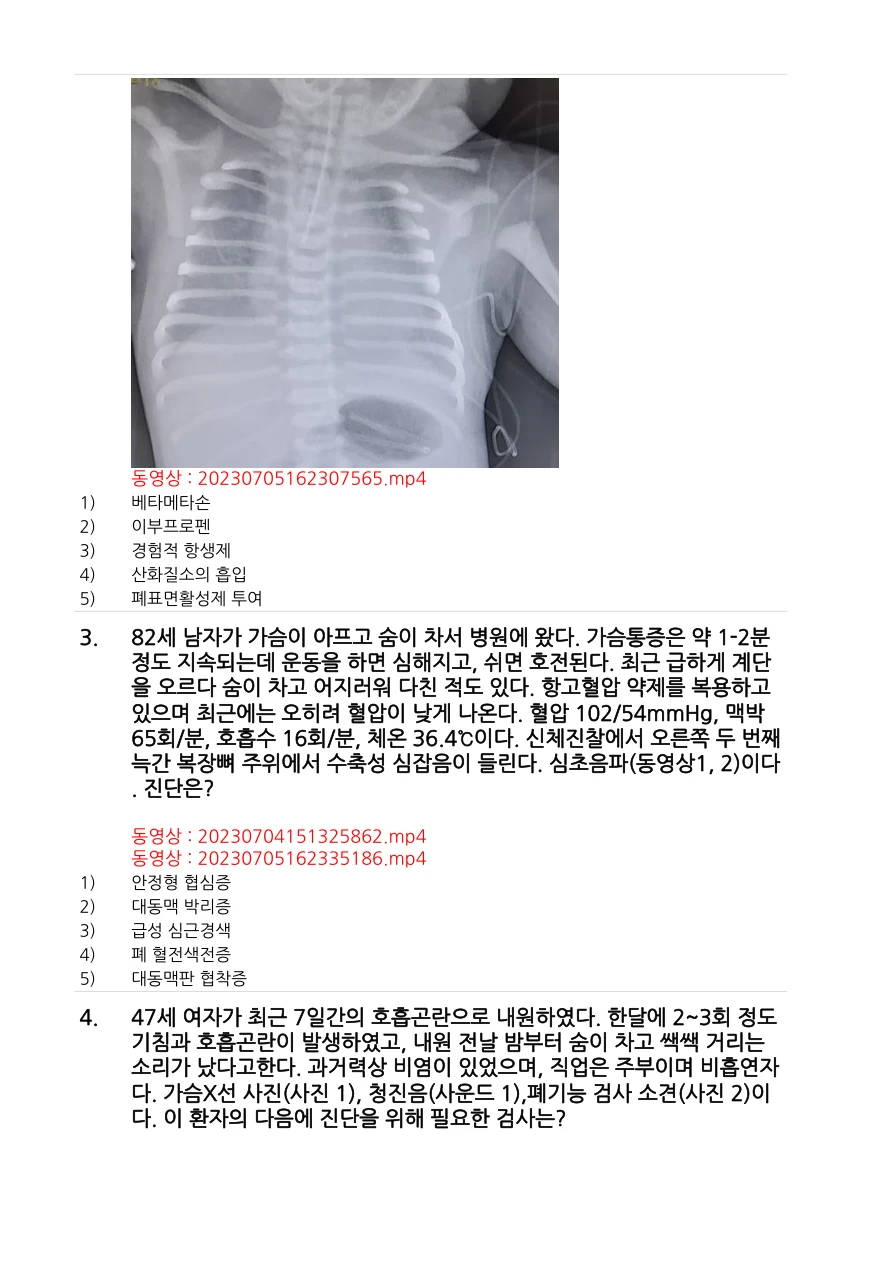 동영상 : 20230705162307565.mp4
1) 베타메타손
2) 이부프로펜
3) 경험적 항생제
4) 산화질소의 흡입
5) 폐표면활성제 투여
3. 82세 남자가 가슴이 아프고 숨이 차서 병원에 왔다. 가슴통증은 약 1-2분
정도 지속되는데 운동을 하면 심해지고, 쉬면 호전된다. 최근 급하게 계단
을 오르다 숨이 차고 어지러워 다친 적도 있다. 항고혈압 약제를 복용하고
있으며 최근에는 오히려 혈압이 낮게 나온다. 혈압 102/54mmHg, 맥박
65회/분, 호흡수 16회/분, 체온 36.4℃이다. 신체진찰에서 오른쪽 두 번째
늑간 복장뼈 주위에서 수축성 심잡음이 들린다. 심초음파(동영상1, 2)이다
. 진단은?
동영상 : 20230704151325862.mp4
동영상 : 20230705162335186.mp4
1) 안정형 협심증
2) 대동맥 박리증
3) 급성 심근경색
4) 폐 혈전색전증
5) 대동맥판 협착증
4. 47세 여자가 최근 7일간의 호흡곤란으로 내원하였다. 한달에 2~3회 정도
기침과 호흡곤란이 발생하였고, 내원 전날 밤부터 숨이 차고 쌕쌕 거리는
소리가 났다고한다. 과거력상 비염이 있었으며, 직업은 주부이며 비흡연자
다. 가슴X선 사진(사진 1), 청진음(사운드 1),폐기능 검사 소견(사진 2)이
다. 이 환자의 다음에 진단을 위해 필요한 검사는?